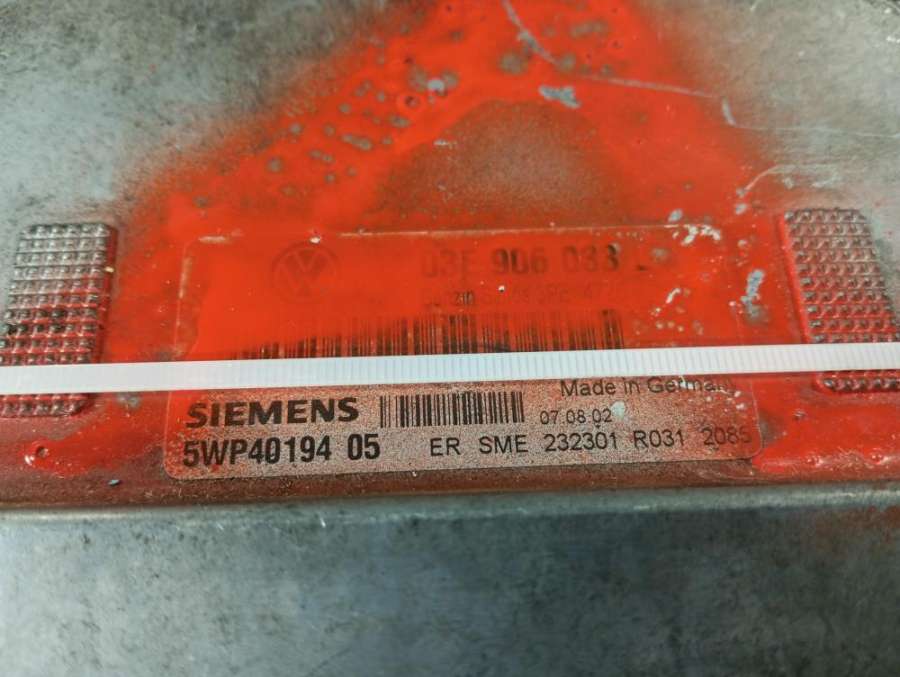 03E 906 033
Made in Germany
SIEMENS
07.08.02
5WP40194 05
ER SME 232301 R031 2085